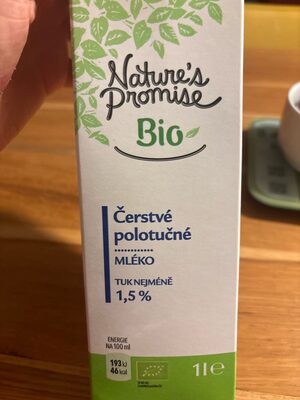 Nature's
Promise
Bio
Čerstvé
polotučné
MLÉKO
TUK NEJMÉNĚ
1,5 %
ENERGIE
NA 100 ml
193 kJ
46 kcal
1l e